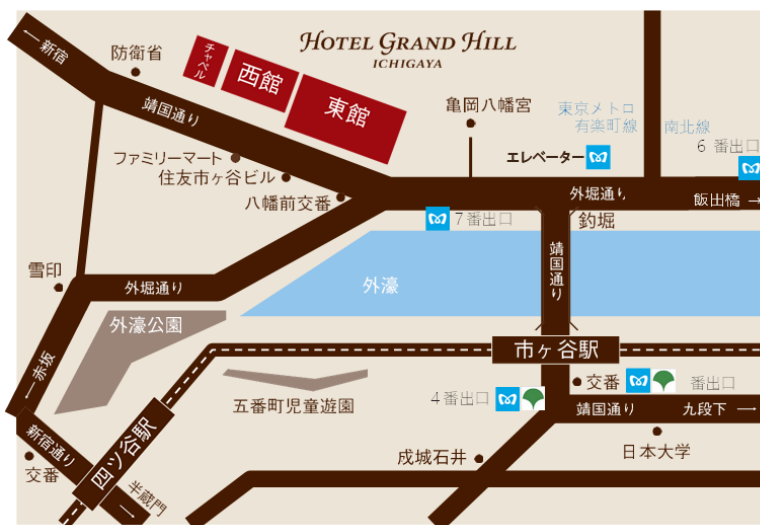 HOTEL GRAND HILL
ICHIGAYA
← 新宿
防衛省
チャペル
西館
東館
靖国通り
亀岡八幡宮
東京メトロ
有楽町線
南北線
6 番出口
エレベーター
ファミリーマート
住友市ヶ谷ビル
八幡前交番
外堀通り
飯田橋 →
7 番出口
釣堀
靖国通り
雪印
外堀通り
外濠
外濠公園
市ヶ谷駅
←赤坂
五番町児童遊園
4 番出口
交番
番出口
靖国通り
九段下 →
新宿通り
四ツ谷駅
交番
半蔵門
成城石井
日本大学